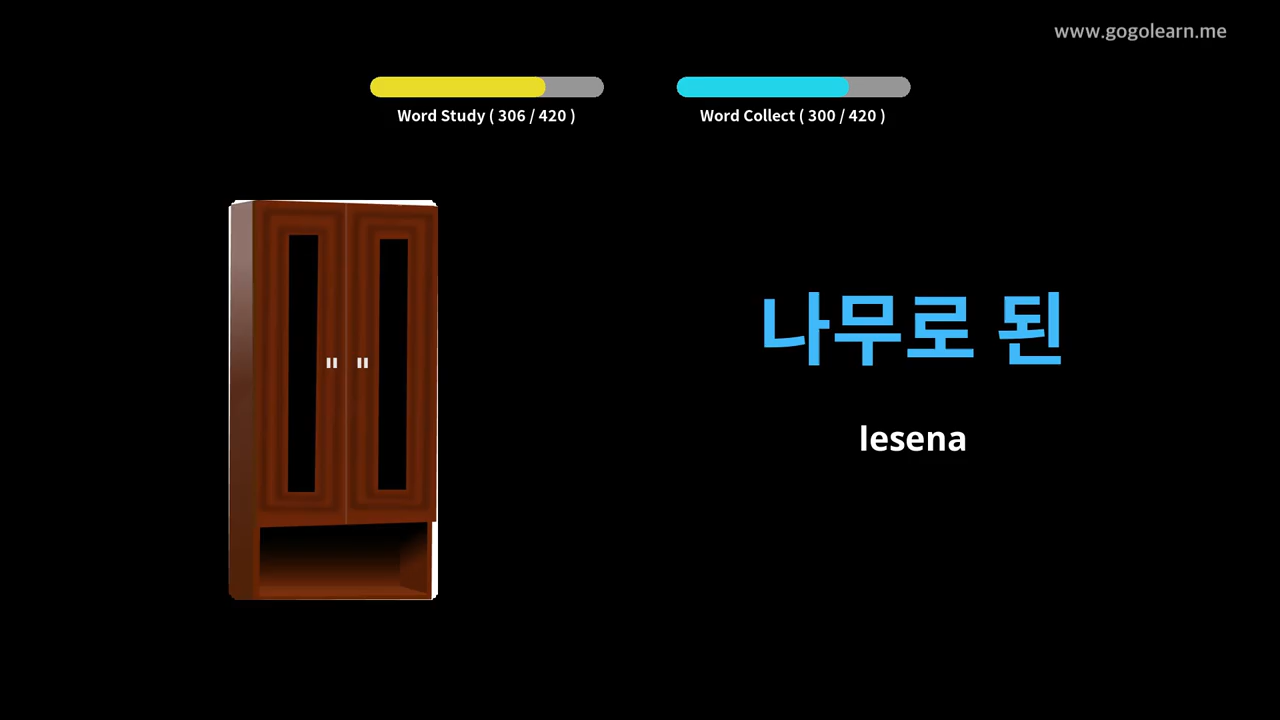 www.gogolearn.me
Word Study ( 306 / 420 )
Word Collect ( 300 / 420 )
나무로 된
lesena